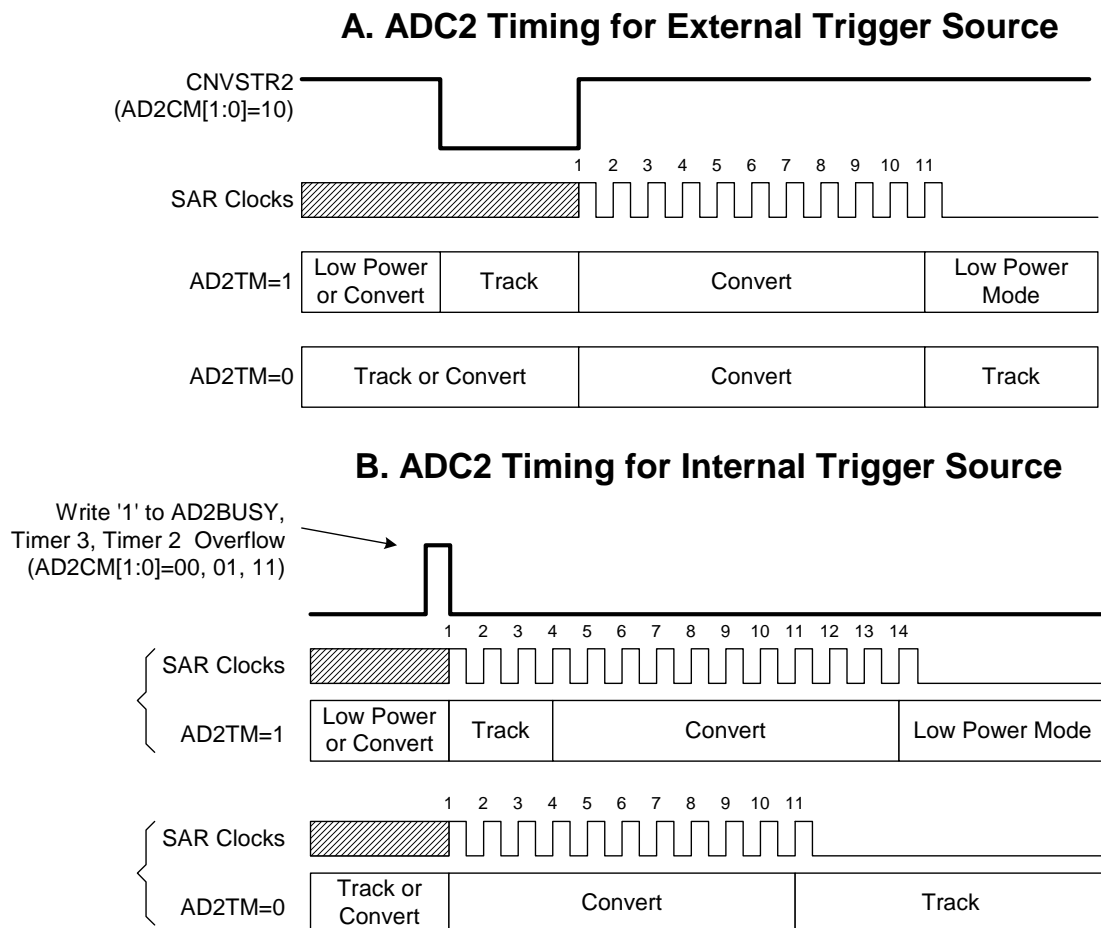 A. ADC2 Timing for External Trigger Source
CNVSTR2
(AD2CM[1:0]=10)
1 2 3 4 5 6 7 8 9 10 11
SAR Clocks
AD2TM=1
Low Power
or Convert
Track
Convert
Low Power
Mode
AD2TM=0
Track or Convert
Convert
Track
B. ADC2 Timing for Internal Trigger Source
Write '1' to AD2BUSY,
Timer 3, Timer 2 Overflow
(AD2CM[1:0]=00, 01, 11)
1 2 3 4 5 6 7 8 9 10 11 12 13 14
SAR Clocks
AD2TM=1
Low Power
or Convert
Track
Convert
Low Power Mode
1 2 3 4 5 6 7 8 9 10 11
SAR Clocks
AD2TM=0
Track or
Convert
Convert
Track